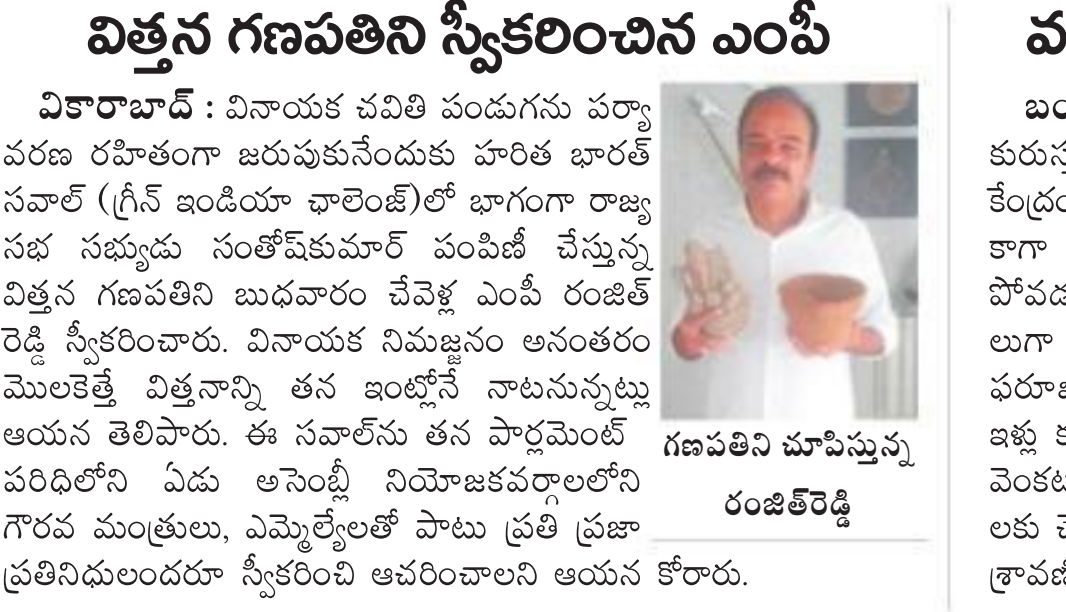 విత్తన గణపతిని స్వీకరించిన ఎంపీ
వికారాబాద్ : వినాయక చవితి పండుగను పర్యా
వరణ రహితంగా జరుపుకునేందుకు హరిత భారత్
సవాల్ (గ్రీన్ ఇండియా ఛాలెంజ్)లో భాగంగా రాజ్య
సభ సభ్యుడు సంతోష్‌కుమార్ పంపిణీ చేస్తున్న
విత్తన గణపతిని బుధవారం చేవెళ్ల ఎంపీ రంజిత్
రెడ్డి స్వీకరించారు. వినాయక నిమజ్జనం అనంతరం
మొలకెత్తే విత్తనాన్ని తన ఇంట్లోనే నాటనున్నట్లు
ఆయన తెలిపారు. ఈ సవాల్‌ను తన పార్లమెంట్
పరిధిలోని ఏడు అసెంబ్లీ నియోజకవర్గాలలోని
గౌరవ మంత్రులు, ఎమ్మెల్యేలతో పాటు ప్రతి ప్రజా
ప్రతినిధులందరూ స్వీకరించి ఆచరించాలని ఆయన కోరారు.
గణపతిని చూపిస్తున్న
రంజిత్‌రెడ్డి
కాగా
లుగా
ఇళ్లు
లకు